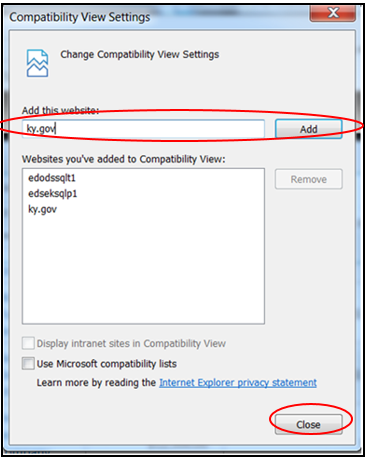 Compatibility View Settings
Change Compatibility View Settings
Add this website:
ky.gov
Add
Websites you've added to Compatibility View:
edodssqlt1
edseksqlp1
ky.gov
Remove
Display intranet sites in Compatibility View
Use Microsoft compatibility lists
Learn more by reading the Internet Explorer privacy statement
Close